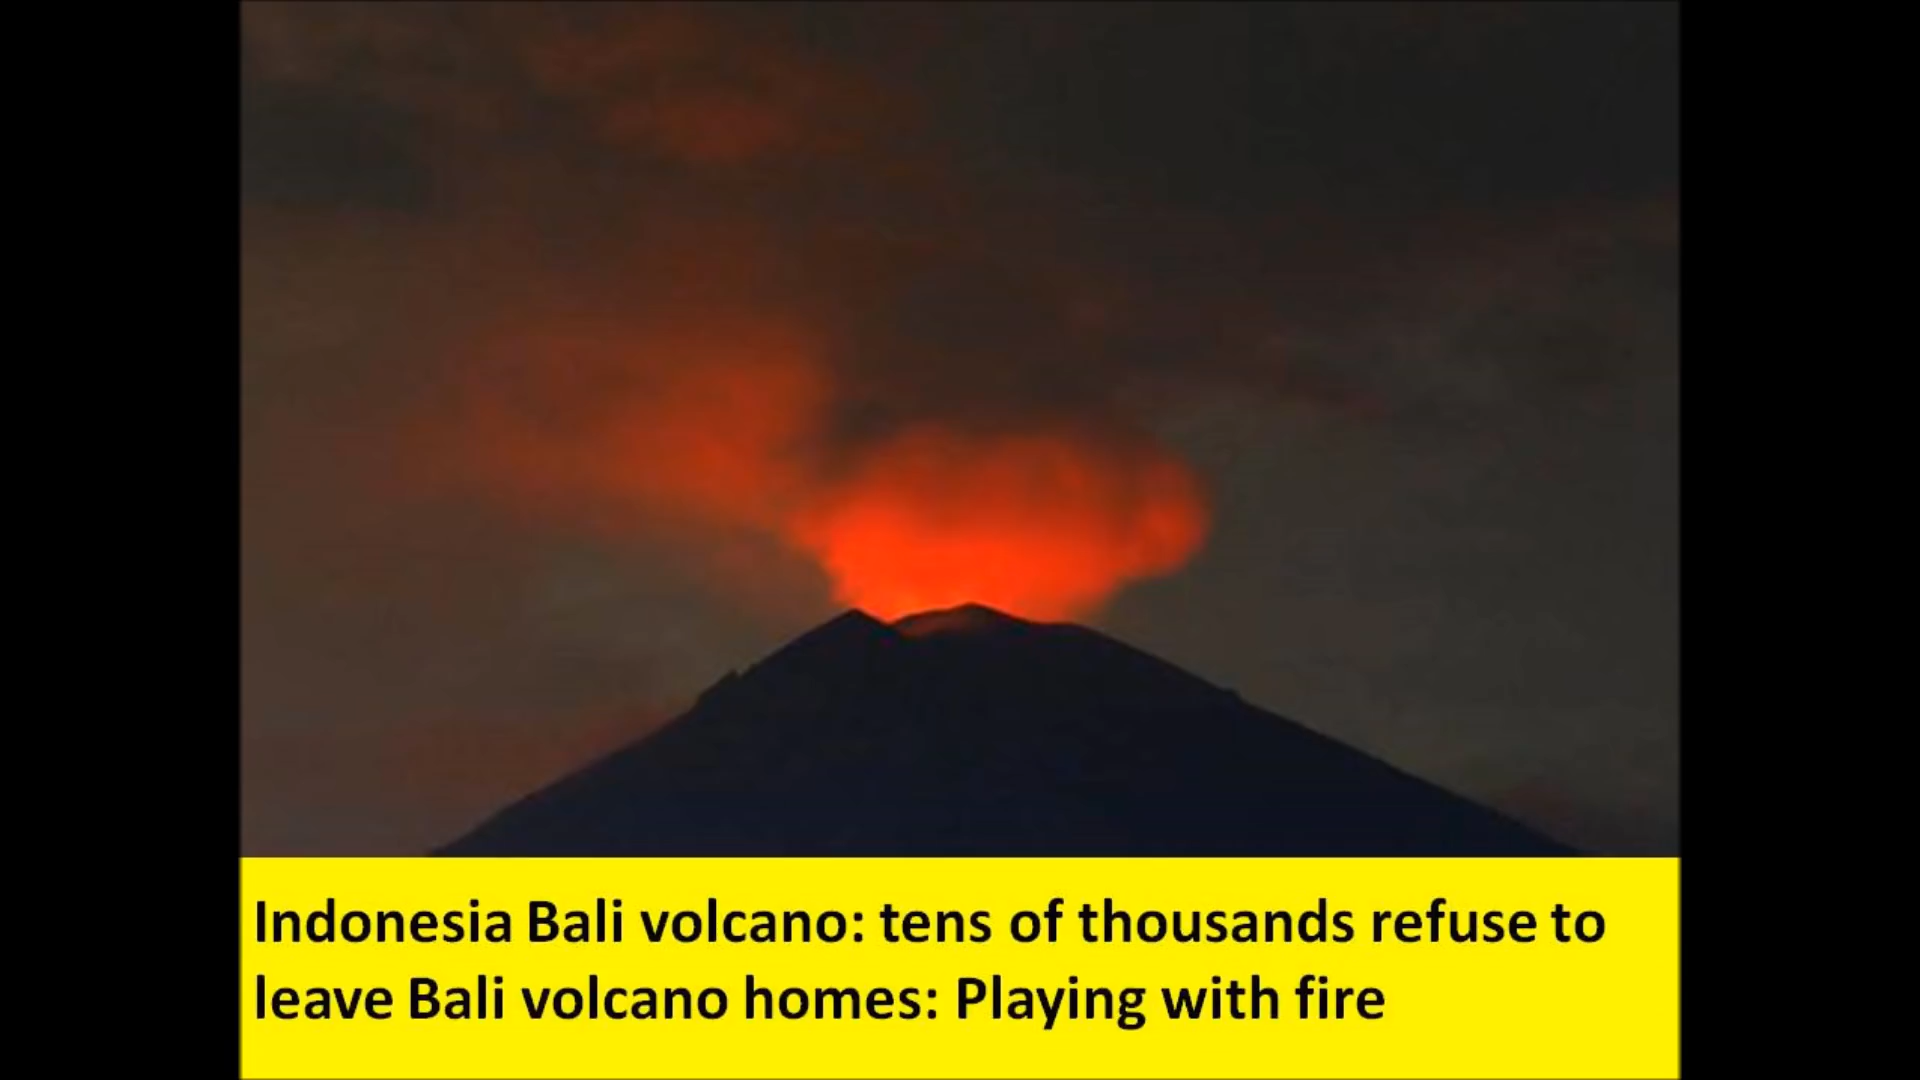 Indonesia Bali volcano: tens of thousands refuse to
leave Bali volcano homes: Playing with fire